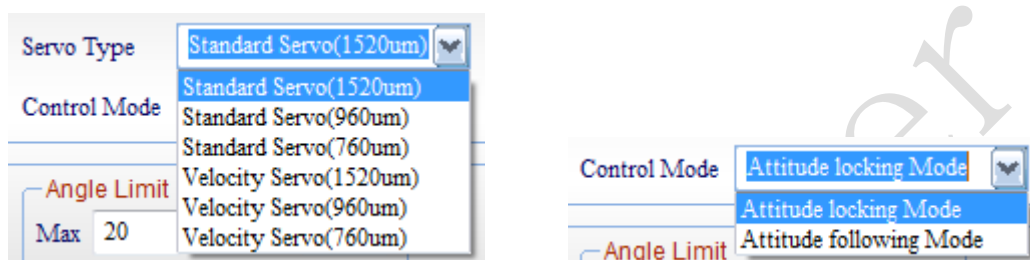 Servo Type Standard Servo(1520um)
Standard Servo(1520um)
Control Mode
Standard Servo(960um)
Standard Servo(760um)
Velocity Servo(1520um)
Angle Limit
Velocity Servo(960um)
Max 20
Velocity Servo(760um)
Control Mode Attitude locking Mode
Attitude locking Mode
Attitude following Mode
Angle Limit